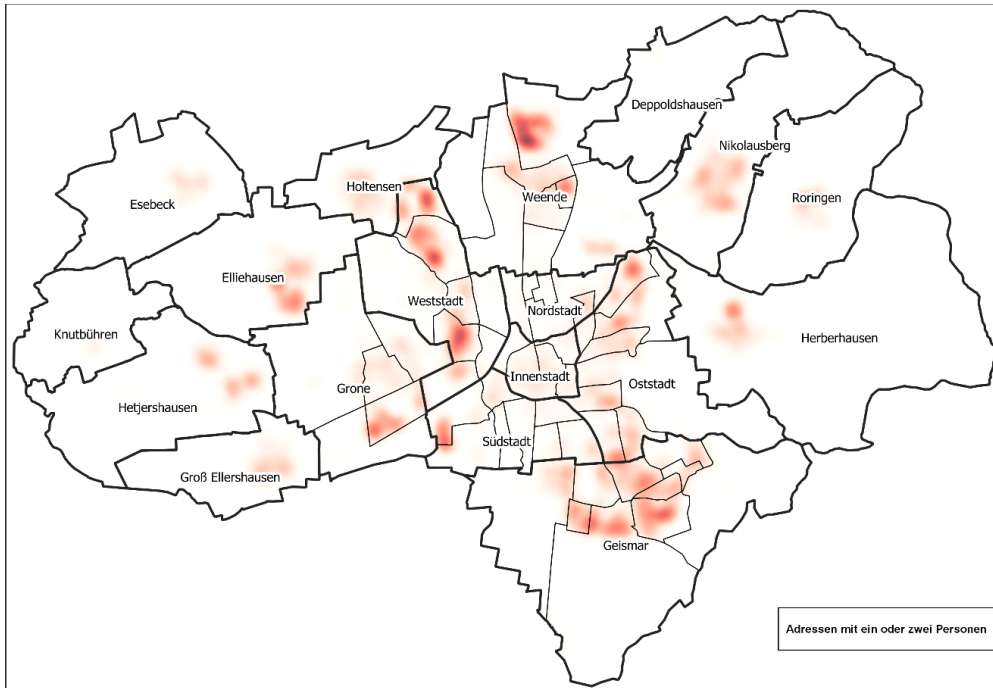 Deppoldshausen
Nikolausberg
Holtensen
Weende
Roringen
Esebeck
Elliehausen
Weststadt
Nordstadt
Knutbühren
Herberhausen
Innenstadt
Grone
Oststadt
Hetjershausen
Südstadt
Groß Ellershausen
Geismar
Adressen mit ein oder zwei Personen